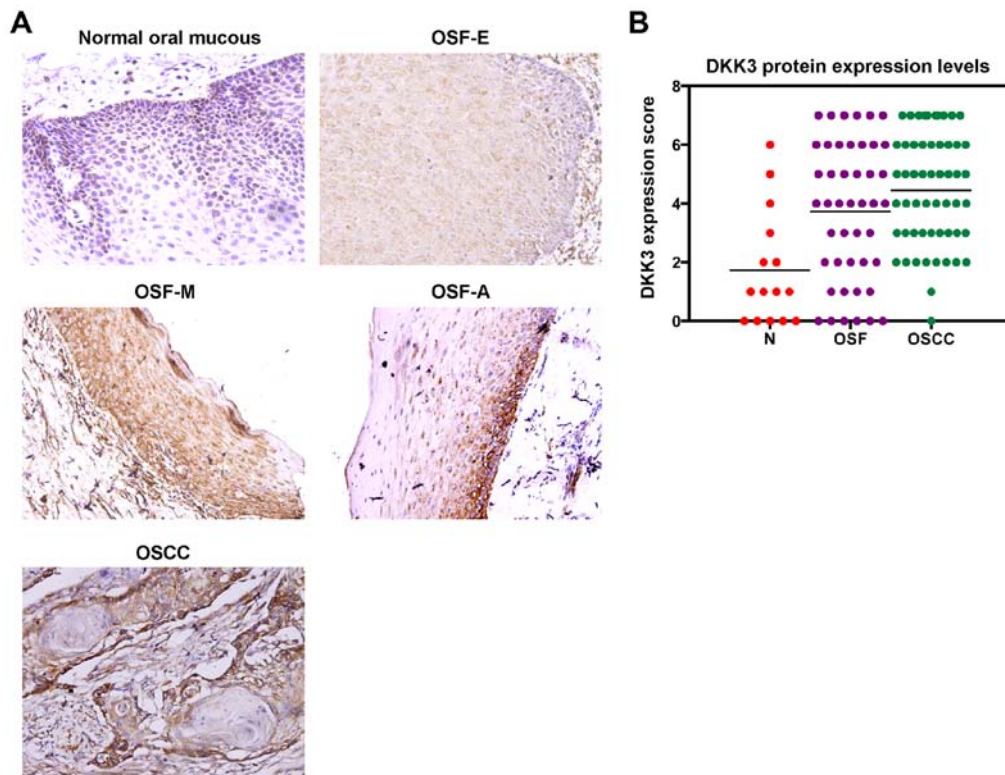 A
Normal oral mucous
OSF-E
OSF-M
OSF-A
OSCC
B
DKK3 protein expression levels
DKK3 expression score
8
6
4
2
0
N
OSF
OSCC